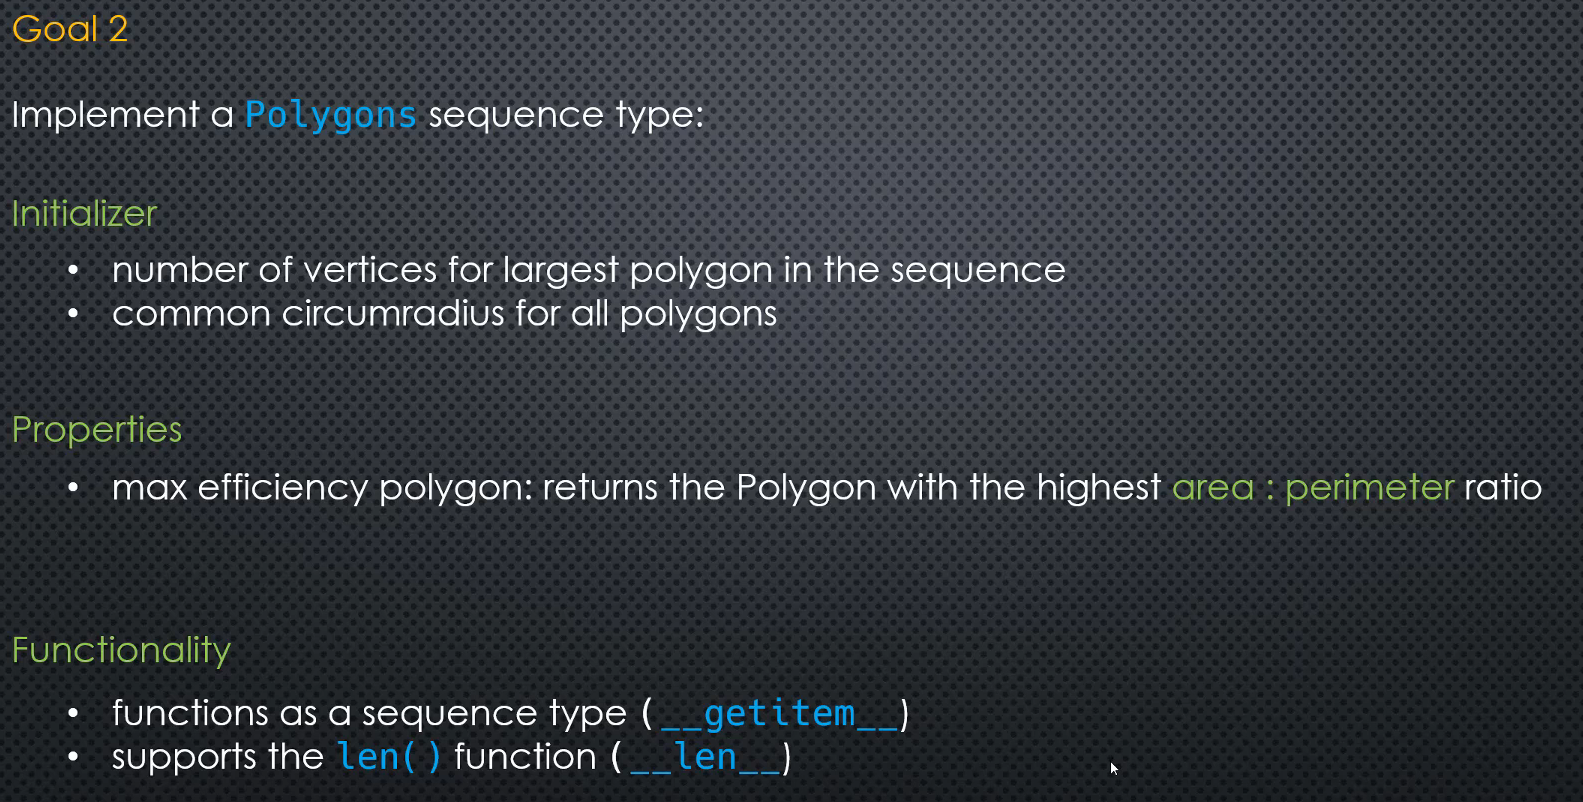 Goal 2
Implement a Polygons sequence type:
Initializer
• number of vertices for largest polygon in the sequence
• common circumradius for all polygons
Properties
• max efficiency polygon: returns the Polygon with the highest area : perimeter ratio
Functionality
• functions as a sequence type (__getitem__)
• supports the len() function (__len__)